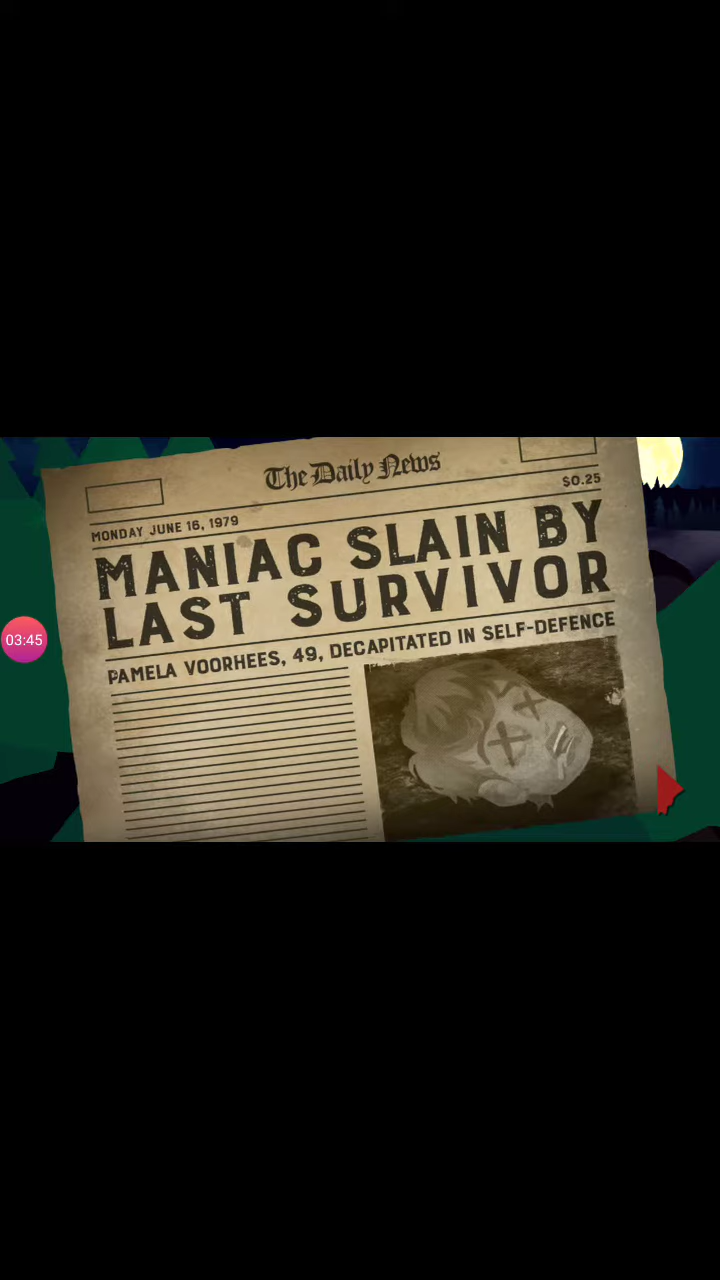 The Daily News
$0.25
MONDAY JUNE 16, 1979
MANIAC SLAIN BY
LAST SURVIVOR
PAMELA VOORHEES, 49, DECAPITATED IN SELF-DEFENCE
03:45